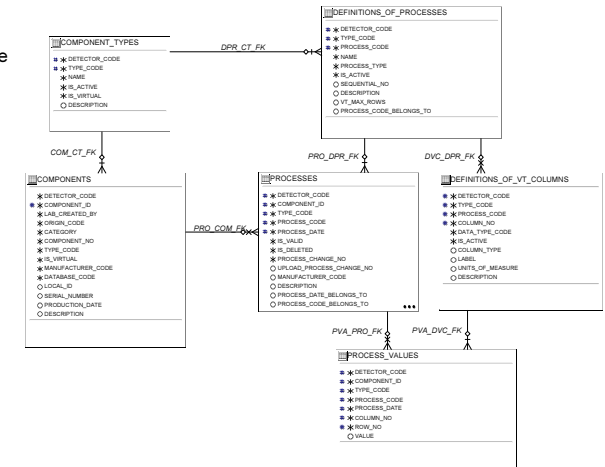 e
COMPONENT_TYPES
# * DETECTOR_CODE
# * TYPE_CODE
* NAME
* IS_ACTIVE
* IS_VIRTUAL
○ DESCRIPTION
DPR_CT_FK
DEFINITIONS_OF_PROCESSES
# * DETECTOR_CODE
# * TYPE_CODE
# * PROCESS_CODE
* NAME
* PROCESS_TYPE
* IS_ACTIVE
○ SEQUENTIAL_NO
○ DESCRIPTION
○ VT_MAX_ROWS
○ PROCESS_CODE_BELONGS_TO
COM_CT_FK
PRO_DPR_FK
DVC_DPR_FK
COMPONENTS
* DETECTOR_CODE
# * COMPONENT_ID
* LAB_CREATED_BY
* ORIGIN_CODE
* CATEGORY
* COMPONENT_NO
* TYPE_CODE
* IS_VIRTUAL
* MANUFACTURER_CODE
* DATABASE_CODE
○ LOCAL_ID
○ SERIAL_NUMBER
○ PRODUCTION_DATE
○ DESCRIPTION
PRO_COM_FK
PROCESSES
# * DETECTOR_CODE
# * COMPONENT_ID
# * TYPE_CODE
# * PROCESS_CODE
# * PROCESS_DATE
* IS_VALID
* IS_DELETED
* PROCESS_CHANGE_NO
○ UPLOAD_PROCESS_CHANGE_NO
○ MANUFACTURER_CODE
○ DESCRIPTION
○ PROCESS_DATE_BELONGS_TO
○ PROCESS_CODE_BELONGS_TO
...
DEFINITIONS_OF_VT_COLUMNS
# * DETECTOR_CODE
# * TYPE_CODE
# * PROCESS_CODE
# * COLUMN_NO
* DATA_TYPE_CODE
* IS_ACTIVE
○ COLUMN_TYPE
○ LABEL
○ UNITS_OF_MEASURE
○ DESCRIPTION
PVA_PRO_FK
PVA_DVC_FK
PROCESS_VALUES
# * DETECTOR_CODE
# * COMPONENT_ID
# * TYPE_CODE
# * PROCESS_CODE
# * PROCESS_DATE
# * COLUMN_NO
# * ROW_NO
○ VALUE